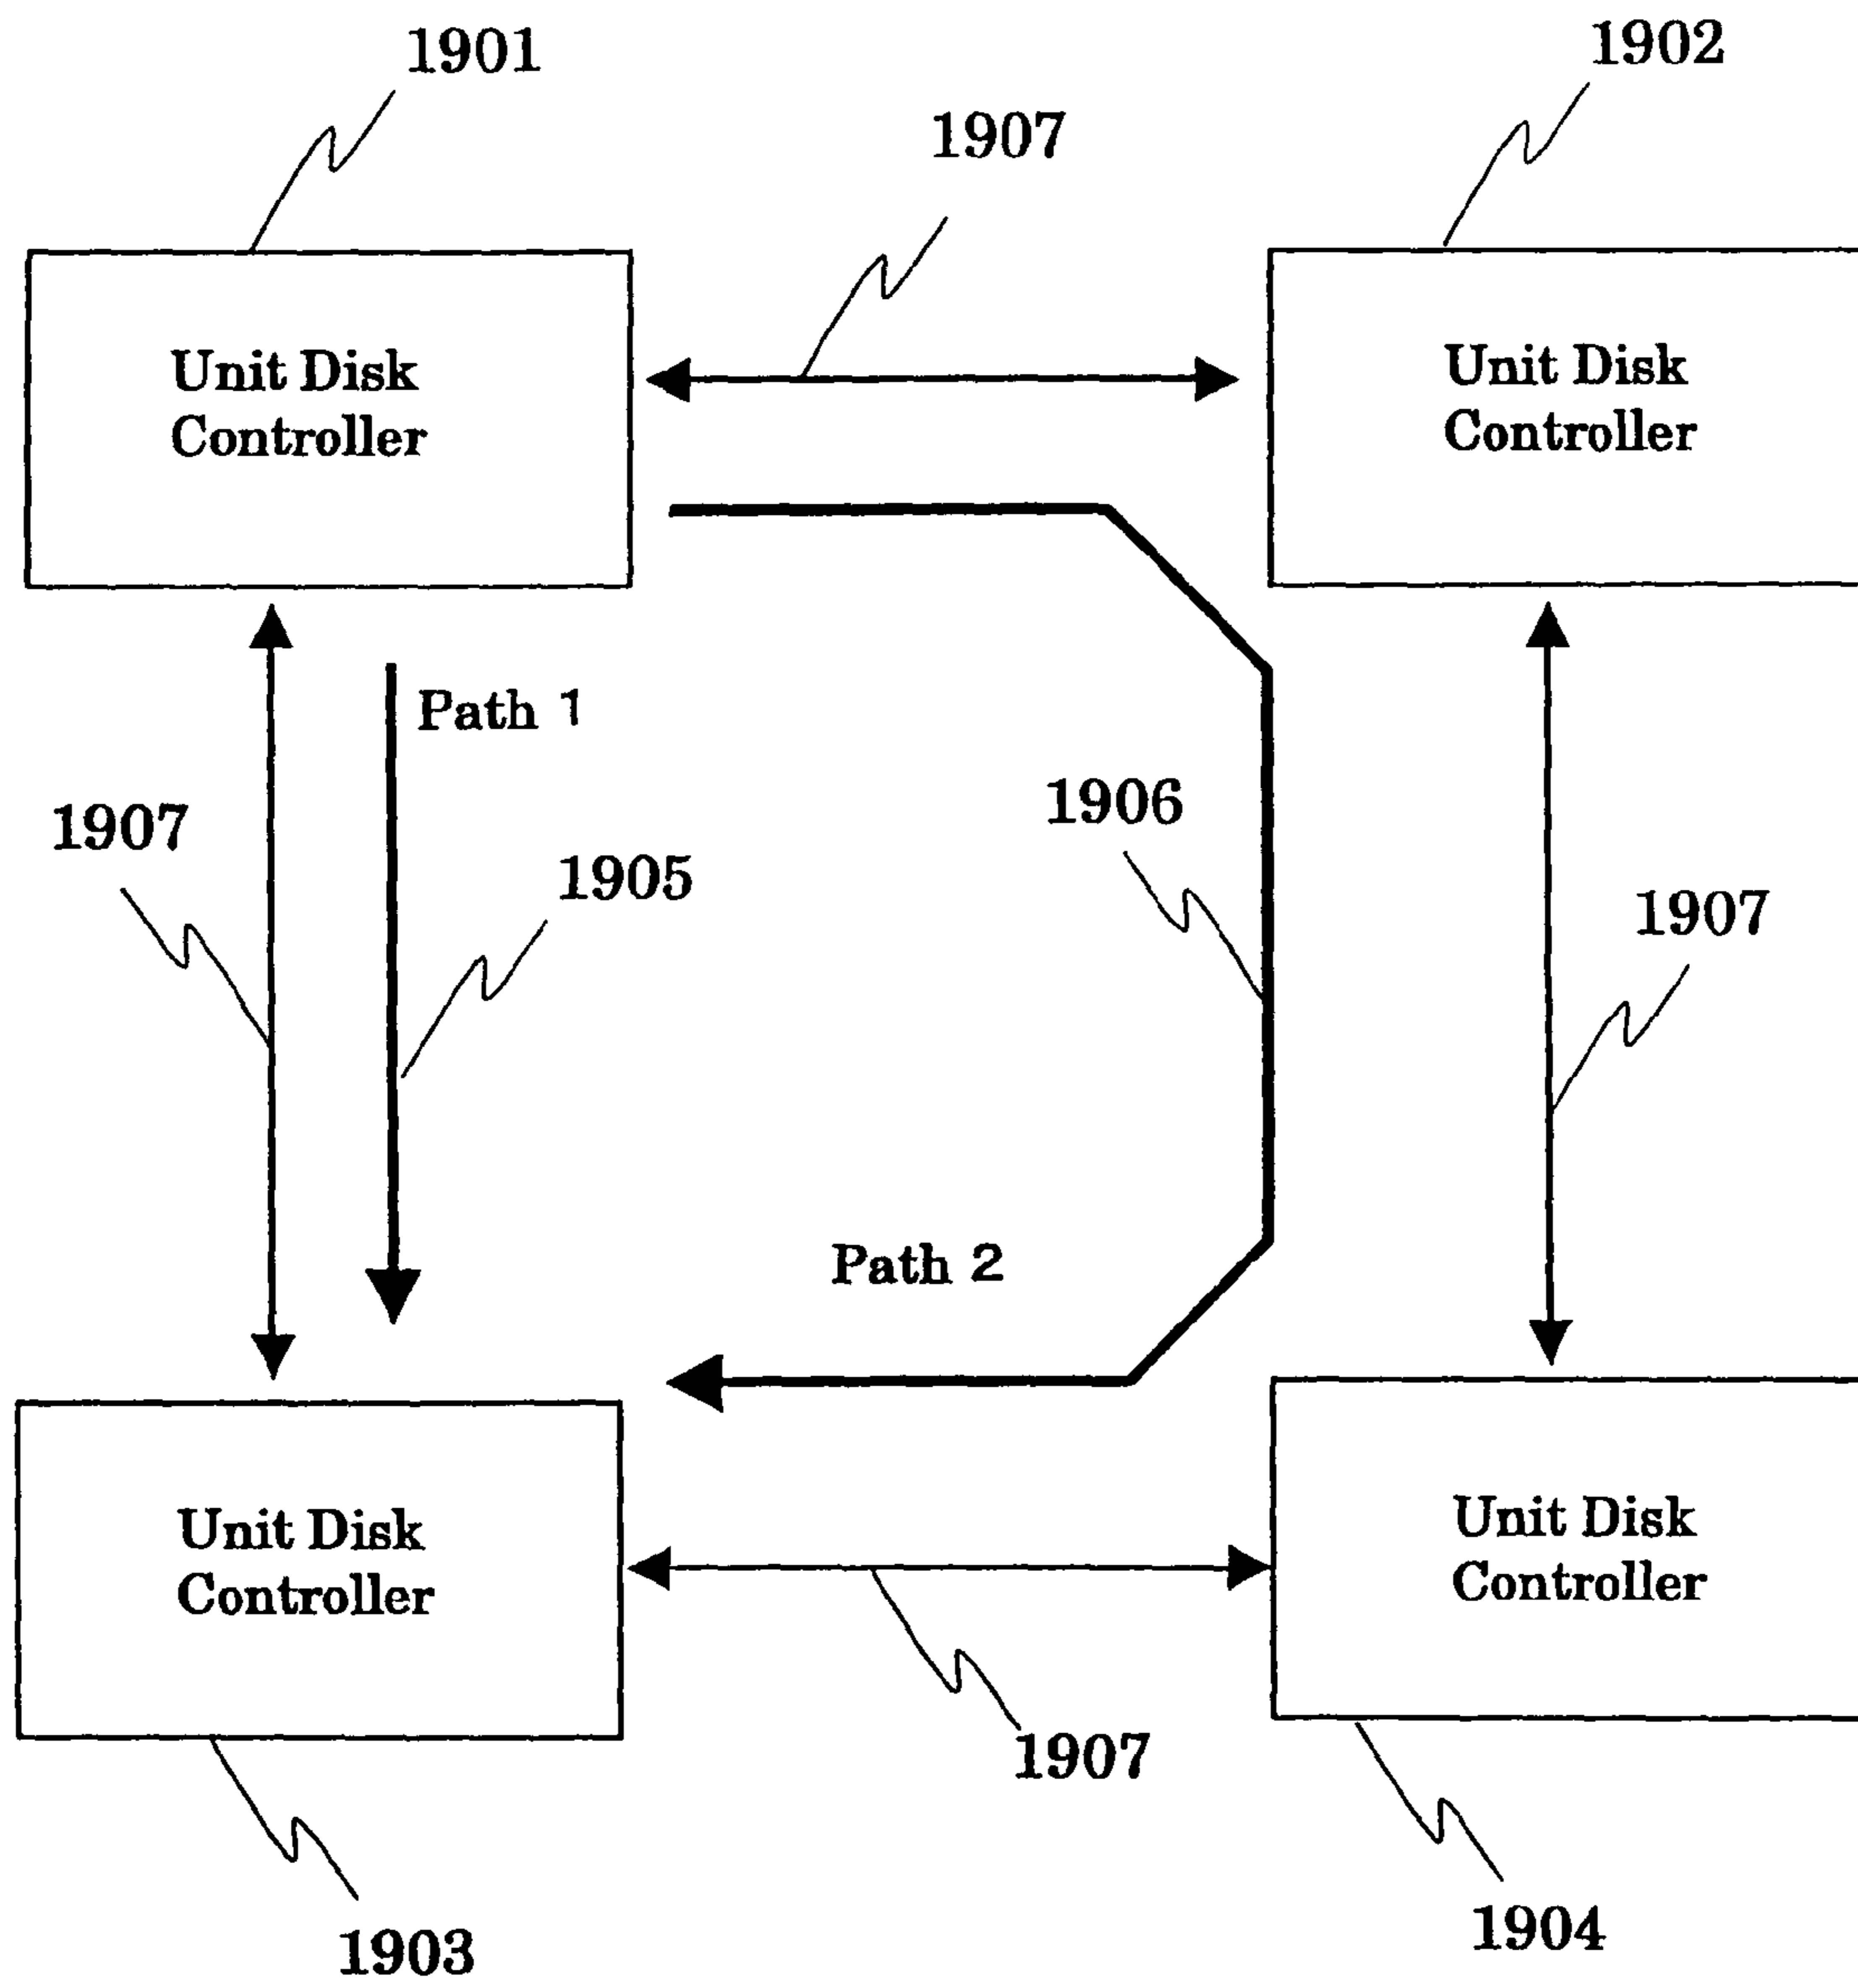 1901
1902
1907
Unit Disk
Controller
Unit Disk
Controller
Path 1
1907
1905
1906
1907
Path 2
Unit Disk
Controller
Unit Disk
Controller
1907
1903
1904